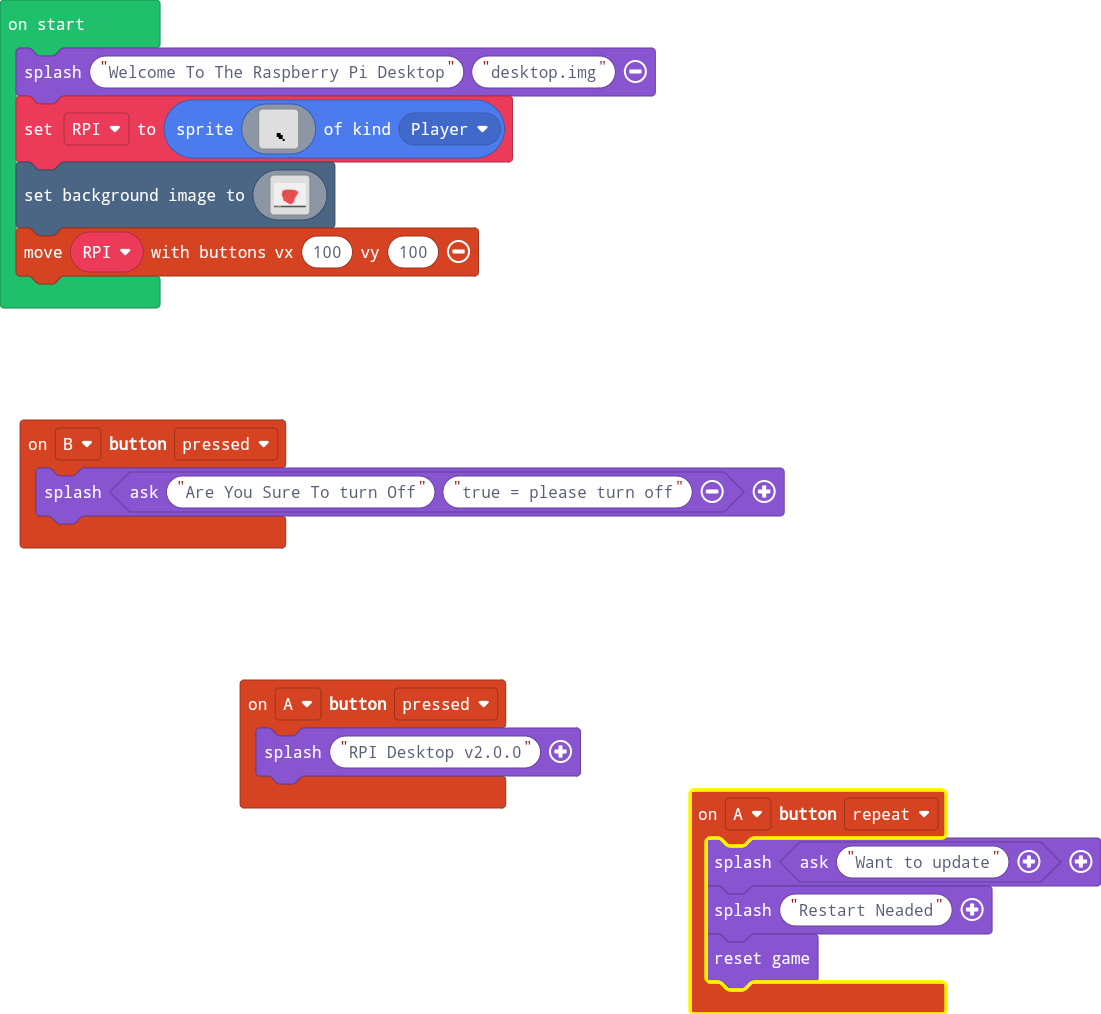 on start
splash "Welcome To The Raspberry Pi Desktop" "desktop.img"
set RPI to sprite of kind Player
set background image to
move RPI with buttons vx 100 vy 100
on B button pressed
splash ask "Are You Sure To turn Off" "true = please turn off"
on A button pressed
splash "RPI Desktop v2.0.0"
on A button repeat
splash ask "Want to update"
splash "Restart Neaded"
reset game